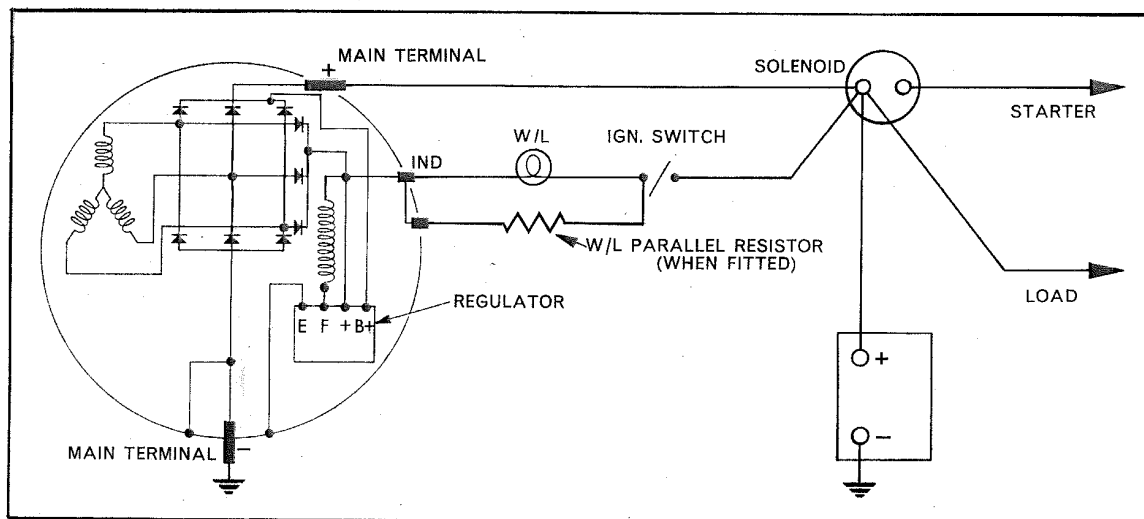 MAIN TERMINAL
+
SOLENOID
STARTER
W/L
IGN. SWITCH
IND
W/L PARALLEL RESISTOR
(WHEN FITTED)
REGULATOR
LOAD
E F + B+
+
−
MAIN TERMINAL −